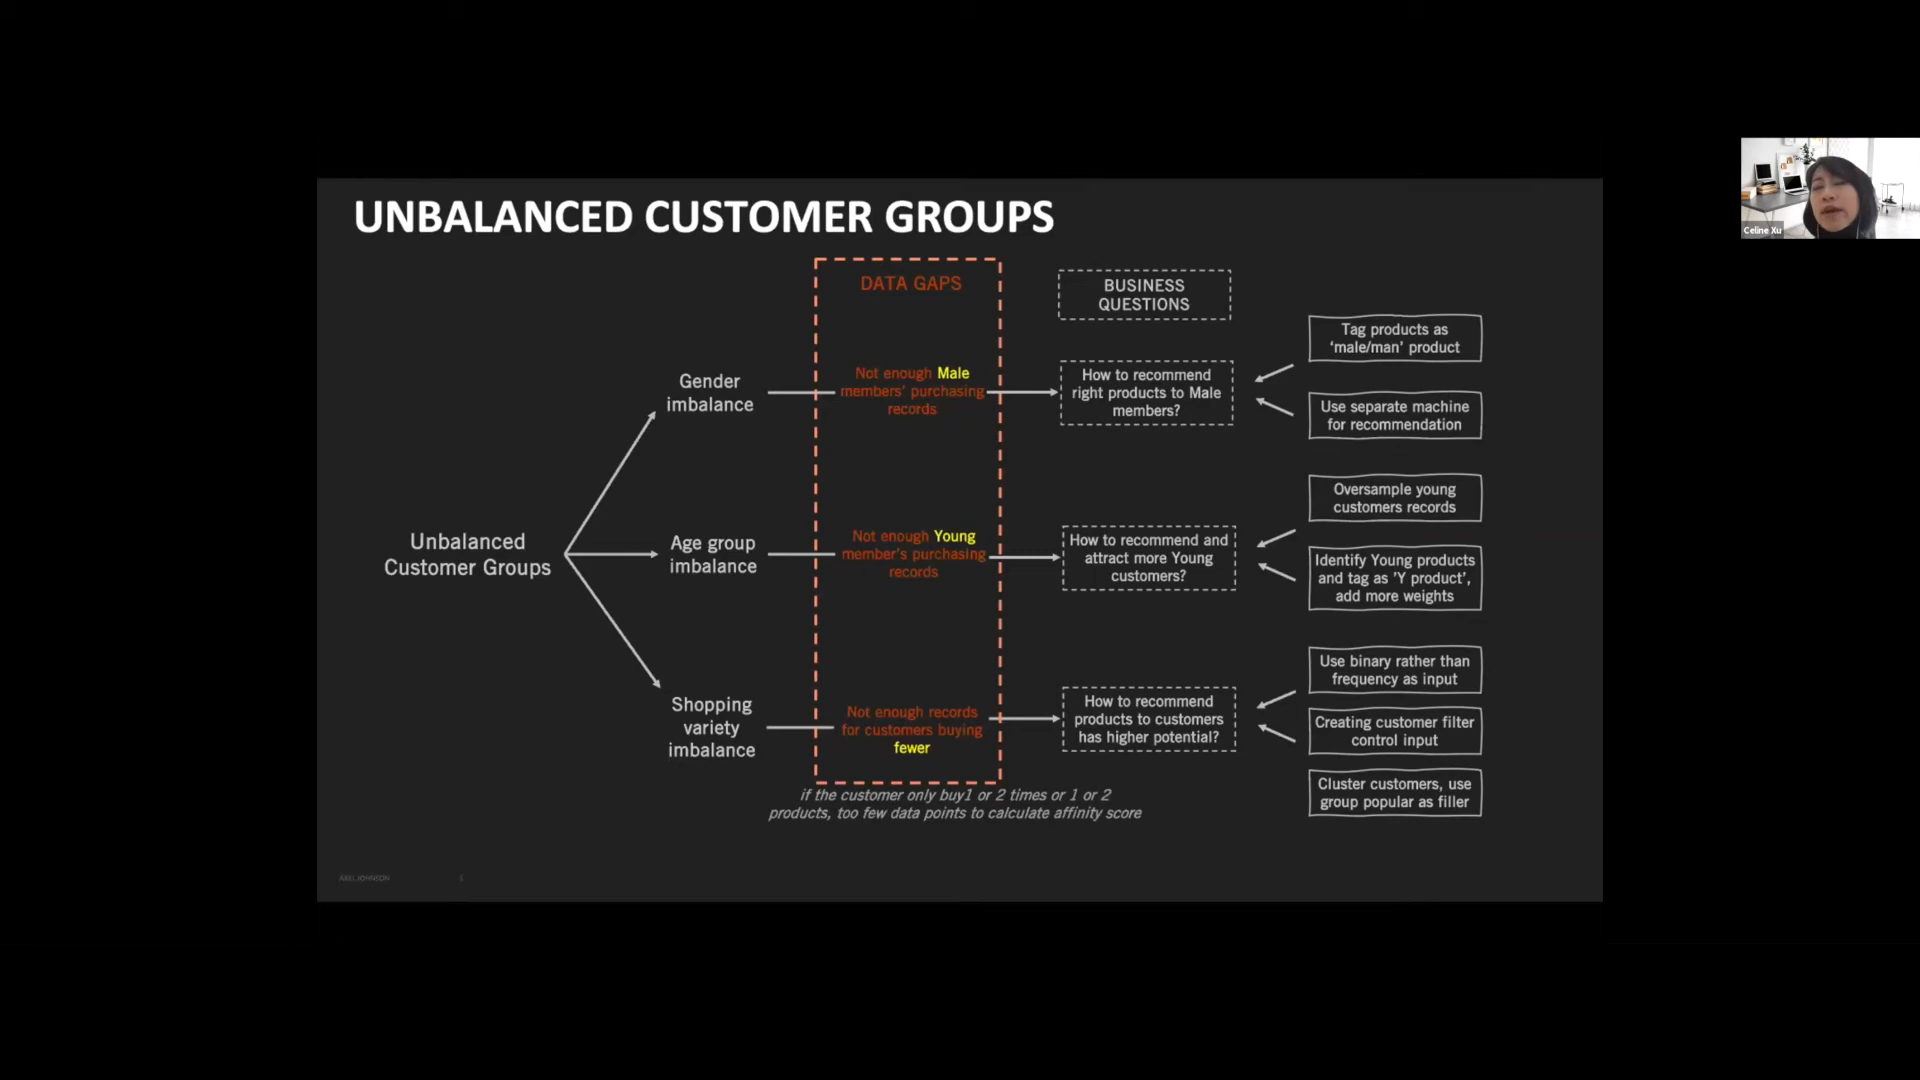 UNBALANCED CUSTOMER GROUPS
DATA GAPS
BUSINESS
QUESTIONS
Unbalanced
Customer Groups
Gender
imbalance
Not enough Male
members' purchasing
records
How to recommend
right products to Male
members?
Tag products as
‘male/man’ product
Use separate machine
for recommendation
Age group
imbalance
Not enough Young
member's purchasing
records
How to recommend and
attract more Young
customers?
Oversample young
customers records
Identify Young products
and tag as 'Y product',
add more weights
Shopping
variety
imbalance
Not enough records
for customers buying
fewer
How to recommend
products to customers
has higher potential?
Use binary rather than
frequency as input
Creating customer filter
control input
Cluster customers, use
group popular as filler
if the customer only buy1 or 2 times or 1 or 2
products, too few data points to calculate affinity score
AXEL JOHNSON
5
Celine Xu